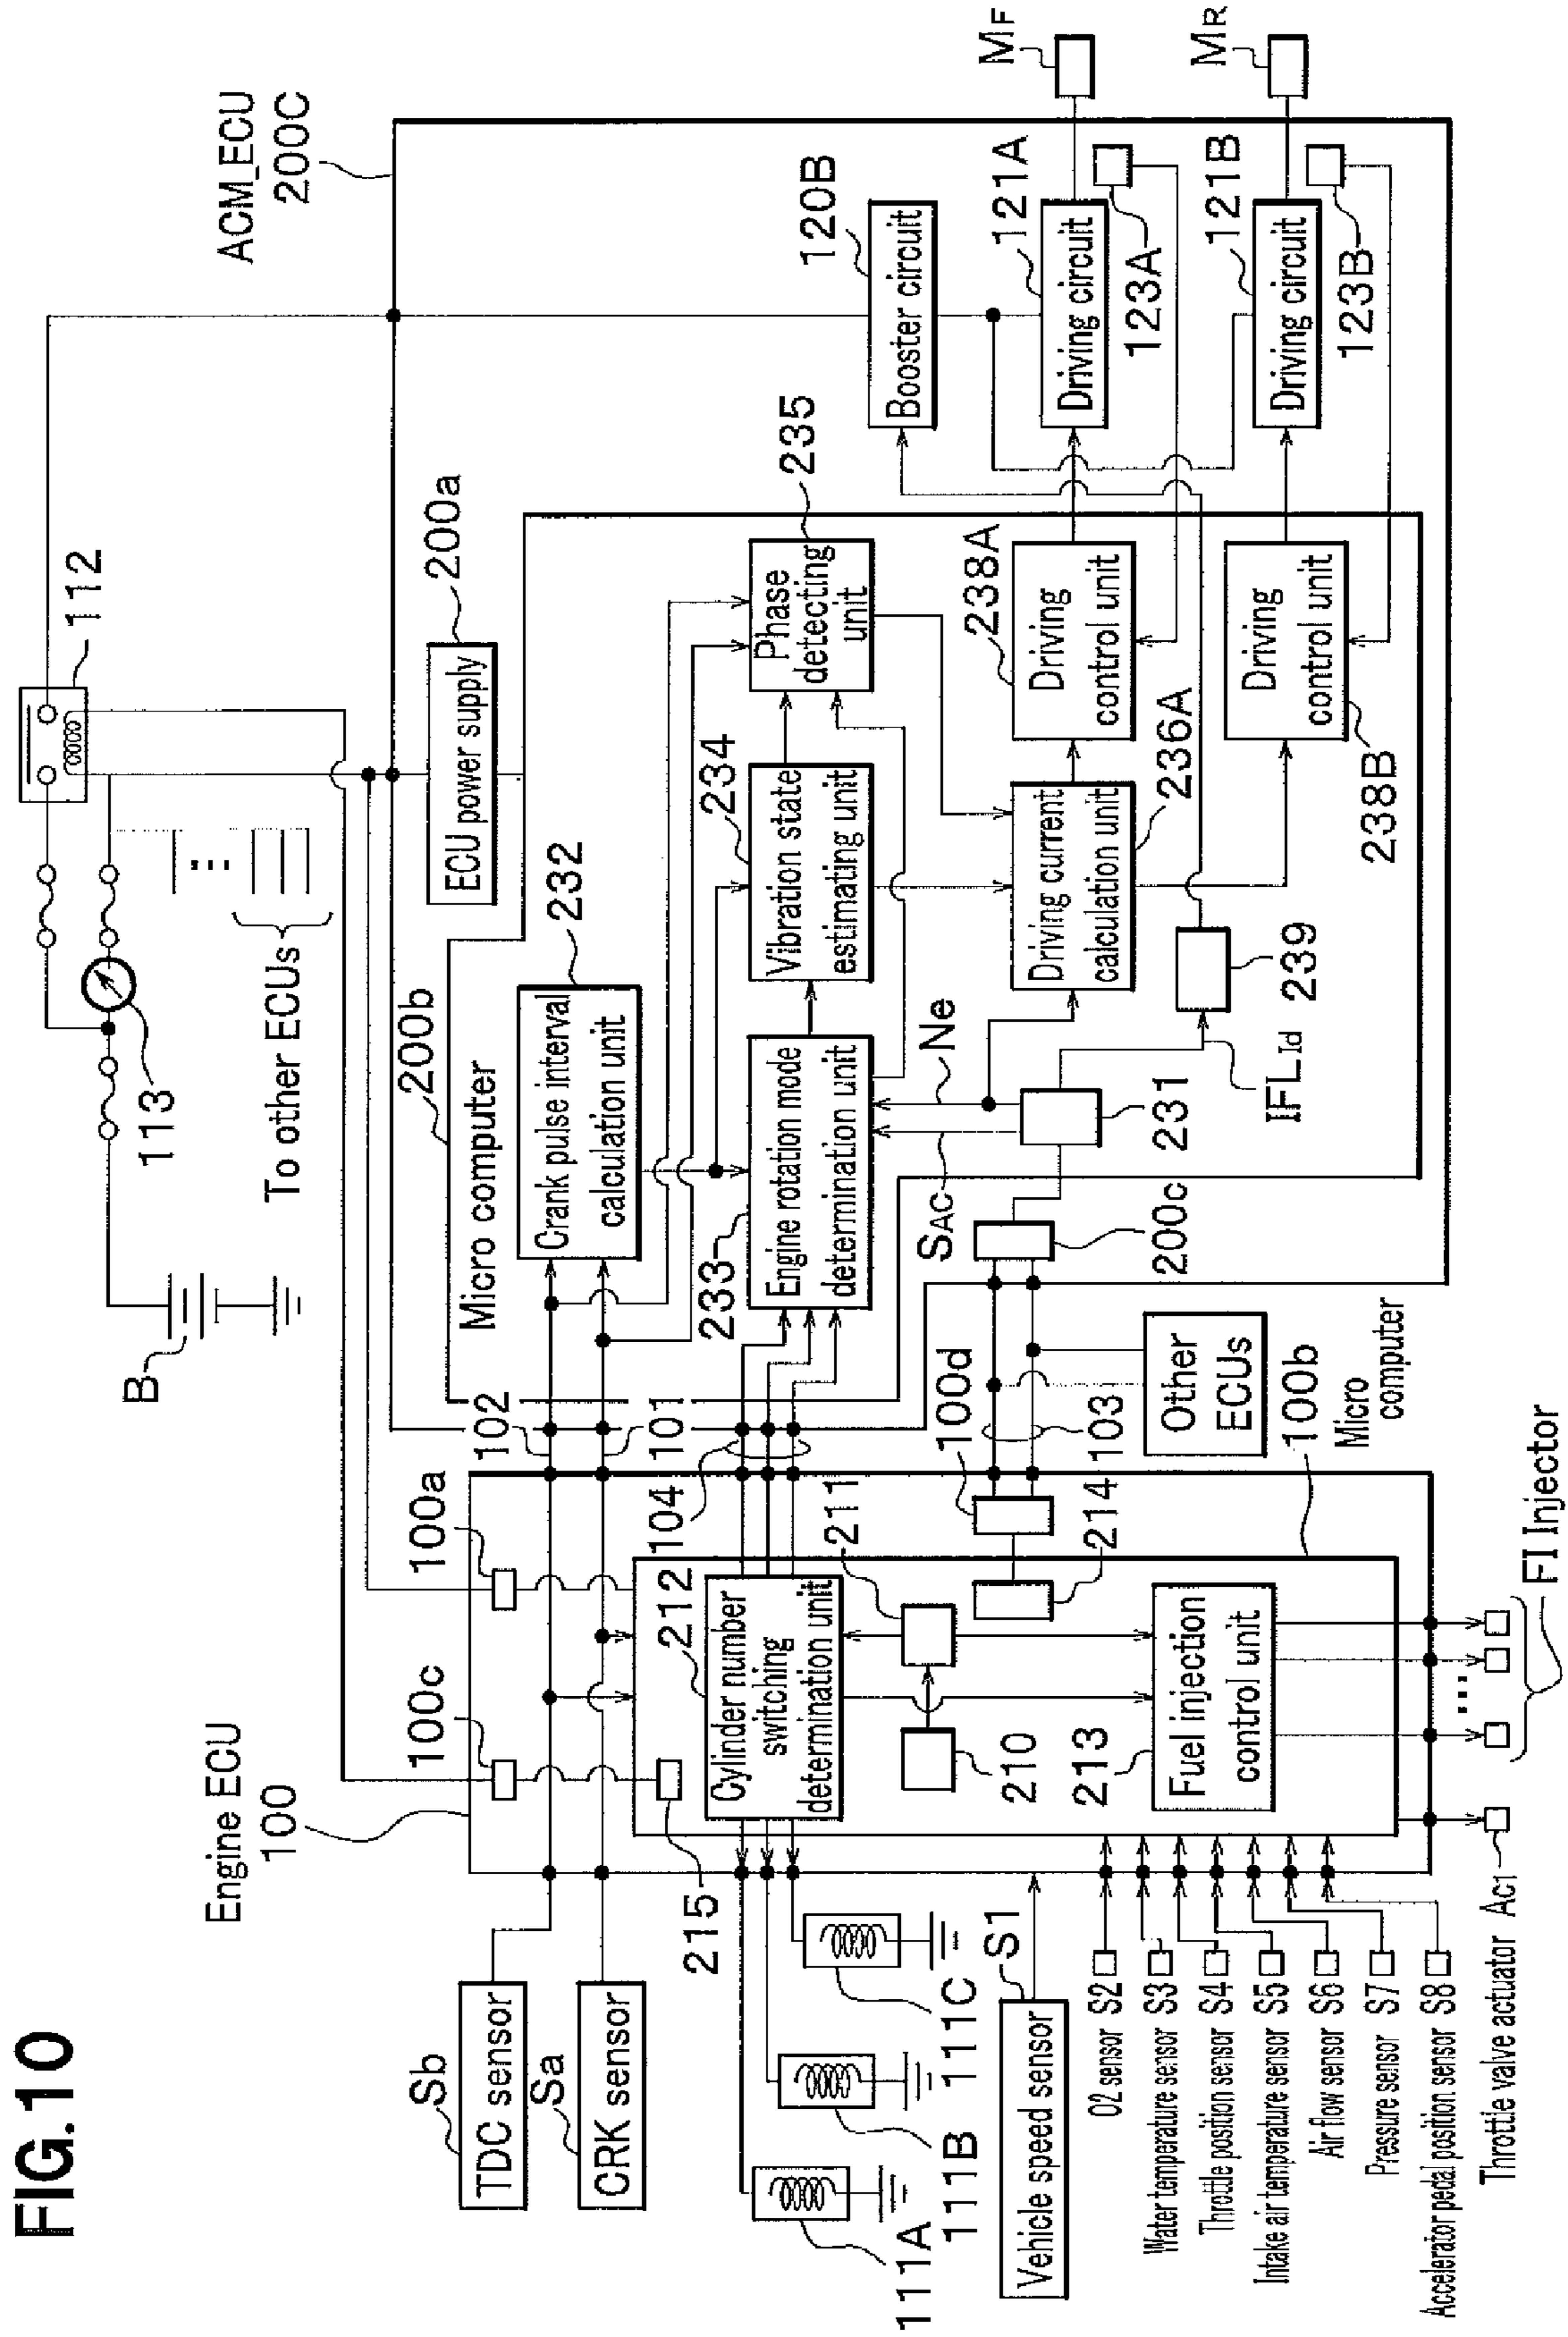 FIG.10
Engine ECU
100
ACM_ECU
200C
B
113
To other ECUs
112
200a
ECU power supply
200b
Micro computer
Sb
TDC sensor
Sa
CRK sensor
100c
100a
102
101
104
215
212
Cylinder number
switching
determination unit
232
Crank pulse interval
calculation unit
233
Engine rotation mode
determination unit
234
Vibration state
estimating unit
235
Phase
detecting
unit
120B
Booster circuit
111A
111B
111C
S1
Vehicle speed sensor
211
210
213
Fuel injection
control unit
214
100d
103
Other
ECUs
100b
Micro
computer
200c
SAC
Ne
231
IFLId
239
Driving current
calculation unit
236A
238A
Driving
control unit
238B
Driving
control unit
121A
Driving circuit
123A
121B
Driving circuit
123B
MF
MR
O2 sensor S2
Water temperature sensor S3
Throttle position sensor S4
Intake air temperature sensor S5
Air flow sensor S6
Pressure sensor S7
Accelerator pedal position sensor S8
Throttle valve actuator Ac1
FI Injector